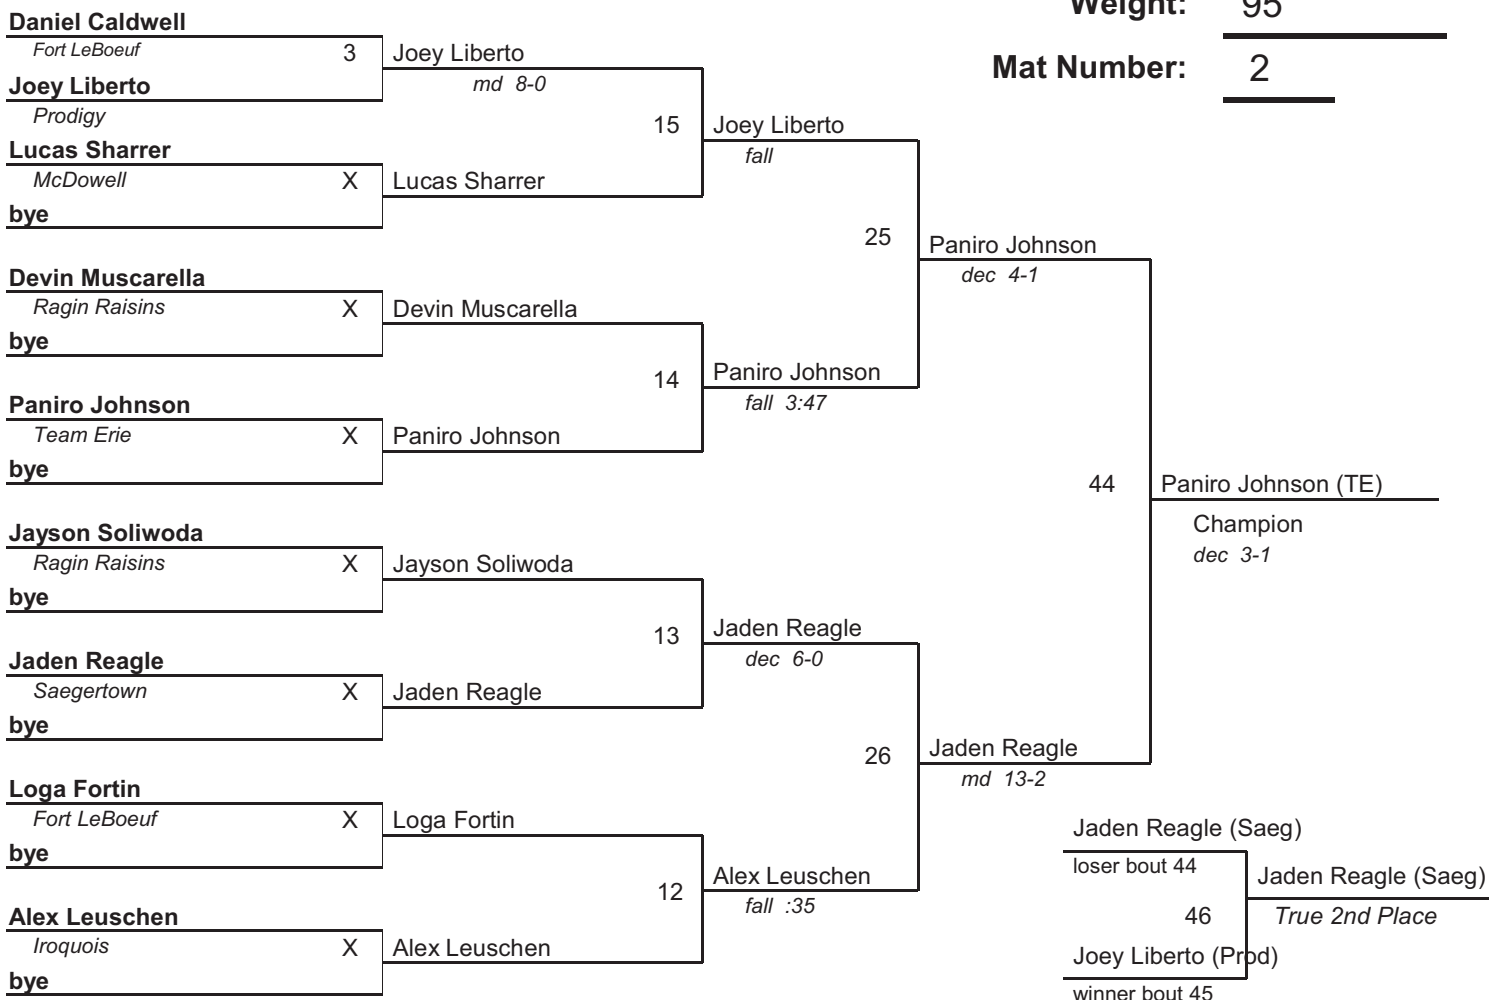 Weight: 95
Mat Number: 2
Daniel Caldwell
Fort LeBoeuf
3
Joey Liberto
Prodigy
Lucas Sharrer
McDowell
X
bye
Devin Muscarella
Ragin Raisins
X
bye
Paniro Johnson
Team Erie
X
bye
Jayson Soliwoda
Ragin Raisins
X
bye
Jaden Reagle
Saegertown
X
bye
Loga Fortin
Fort LeBoeuf
X
bye
Alex Leuschen
Iroquois
X
bye
Joey Liberto
md 8-0
15
Lucas Sharrer
Devin Muscarella
14
Paniro Johnson
Jayson Soliwoda
13
Jaden Reagle
Loga Fortin
12
Alex Leuschen
Joey Liberto
fall
25
Paniro Johnson
fall 3:47
Jaden Reagle
dec 6-0
26
Alex Leuschen
fall :35
Paniro Johnson
dec 4-1
44
Jaden Reagle
md 13-2
Paniro Johnson (TE)
Champion
dec 3-1
Jaden Reagle (Saeg)
loser bout 44
46
Joey Liberto (Prod)
winner bout 45
Jaden Reagle (Saeg)
True 2nd Place